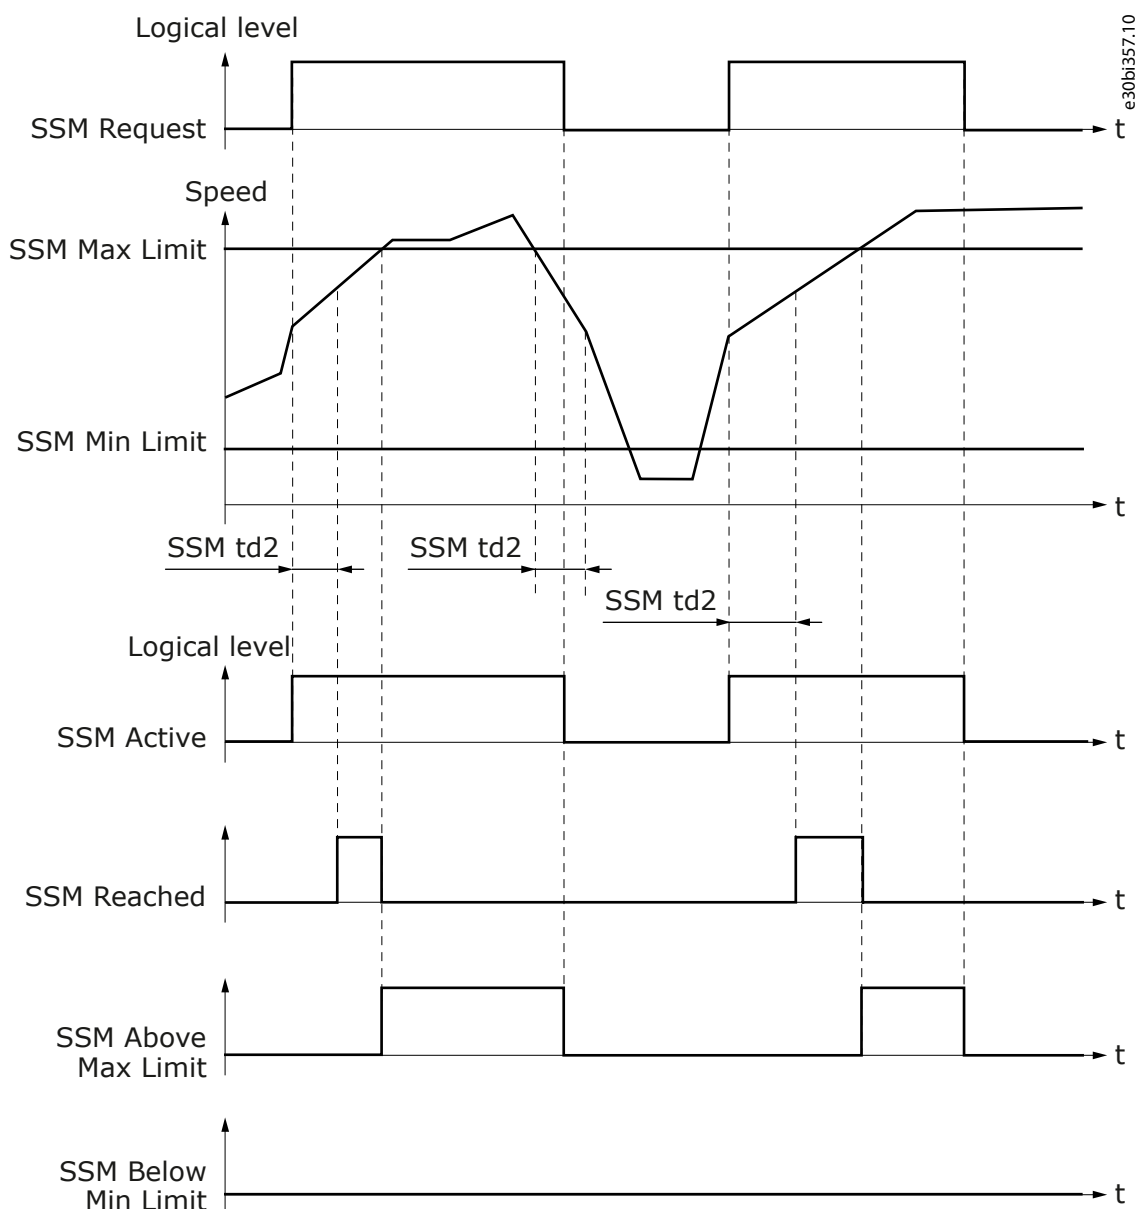 Logical level
e30bi357.10
SSM Request
t
Speed
SSM Max Limit
SSM Min Limit
t
SSM td2
SSM td2
SSM td2
Logical level
SSM Active
t
SSM Reached
t
SSM Above
Max Limit
t
SSM Below
Min Limit
t